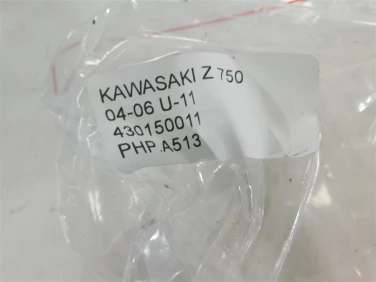 KAWASAKI Z 750
04-06 U-11
430150011
PHP.A513